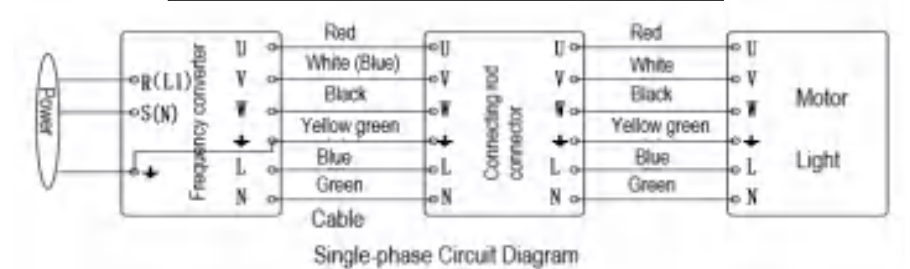 Red Red
U U U U
White (Blue) White
R(L1) V V V V
Black Black Motor
Power S(N) Frequency converter W W Connecting rod connector W W
Yellow green Yellow green
Blue Blue Light
L L L L
Green Green
N N N N
Cable
Single-phase Circuit Diagram